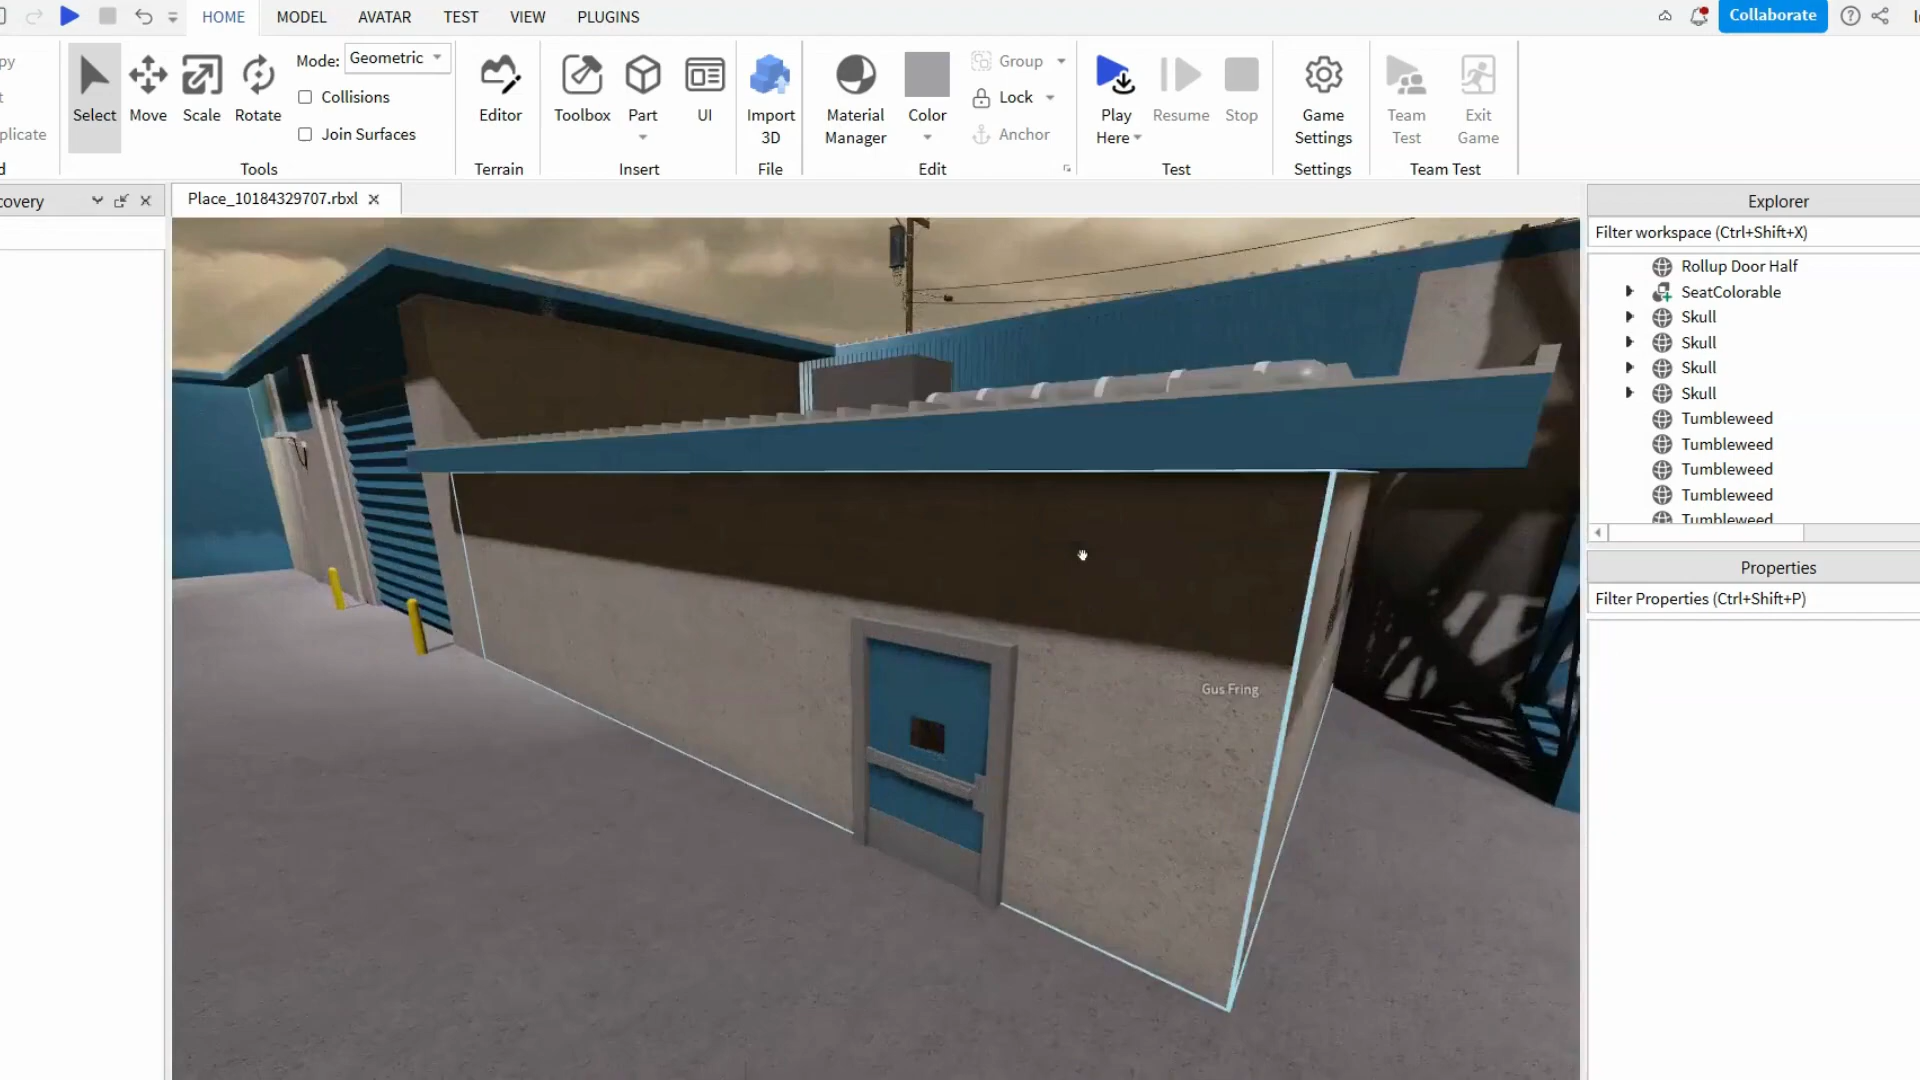 HOME MODEL AVATAR TEST VIEW PLUGINS
Collaborate
Mode: Geometric
Collisions
Join Surfaces
Select Move Scale Rotate
Tools
Editor
Terrain
Toolbox Part UI
Insert
Import
3D
File
Material
Manager
Color
Group
Lock
Anchor
Edit
Play
Here
Resume Stop
Test
Game
Settings
Settings
Team
Test
Exit
Game
Team Test
Place_10184329707.rbxl
Gus Fring
Explorer
Filter workspace (Ctrl+Shift+X)
Rollup Door Half
SeatColorable
Skull
Skull
Skull
Skull
Tumbleweed
Tumbleweed
Tumbleweed
Tumbleweed
Tumbleweed
Properties
Filter Properties (Ctrl+Shift+P)